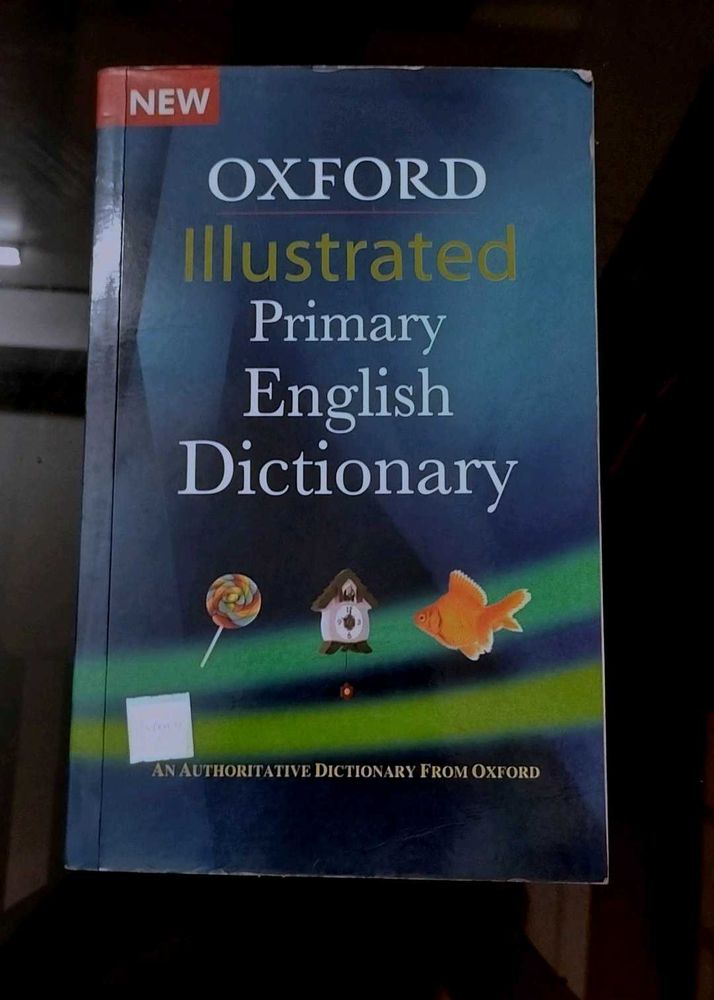 NEW
OXFORD
Illustrated
Primary
English
Dictionary
AN AUTHORITATIVE DICTIONARY FROM OXFORD